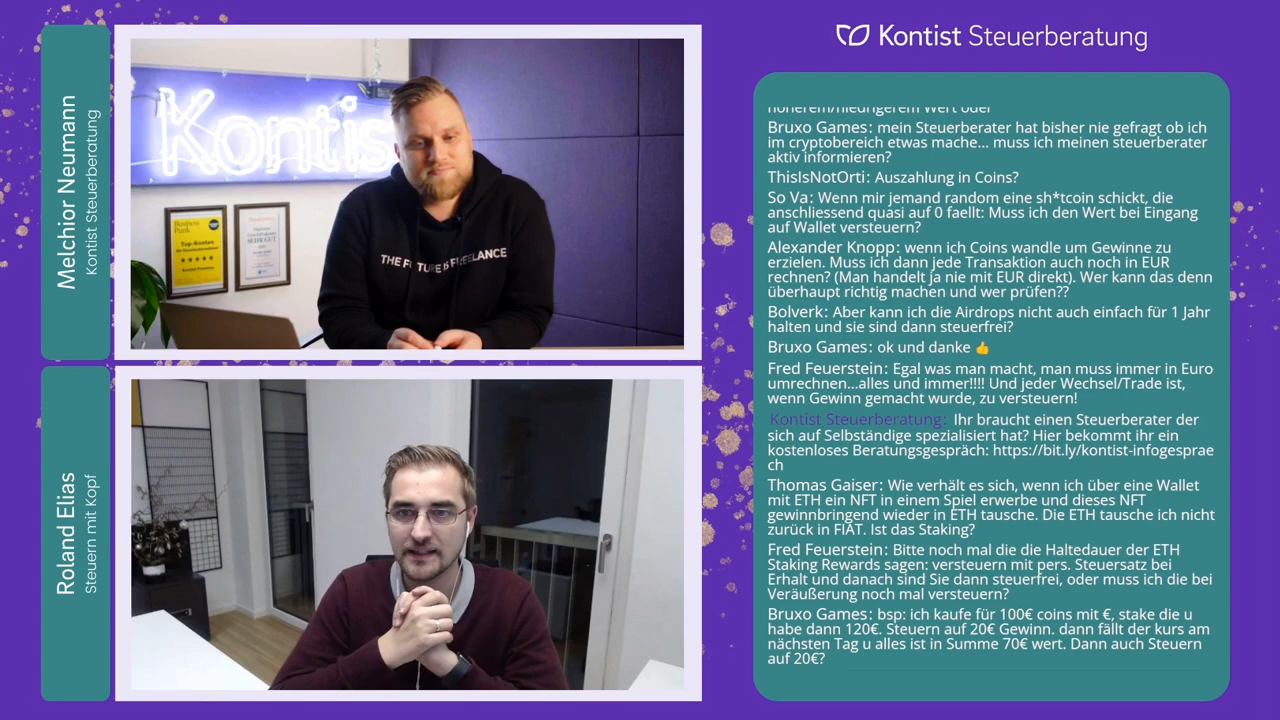 Melchior Neumann
Kontist Steuerberatung
Kontis
Business Punk
Top-Konten
SEHR GUT
THE FUTURE IS FREELANCE
Roland Elias
Steuern mit Kopf
Kontist Steuerberatung
höherem/niedrigerem Wert oder
Bruxo Games: mein Steuerberater hat bisher nie gefragt ob ich
im cryptobereich etwas mache... muss ich meinen steuerberater
aktiv informieren?
ThisIsNotOrti: Auszahlung in Coins?
So Va: Wenn mir jemand random eine sh*tcoin schickt, die
anschliessend quasi auf 0 faellt: Muss ich den Wert bei Eingang
auf Wallet versteuern?
Alexander Knopp: wenn ich Coins wandle um Gewinne zu
erzielen. Muss ich dann jede Transaktion auch noch in EUR
rechnen? (Man handelt ja nie mit EUR direkt). Wer kann das denn
überhaupt richtig machen und wer prüfen??
Bolverk: Aber kann ich die Airdrops nicht auch einfach für 1 Jahr
halten und sie sind dann steuerfrei?
Bruxo Games: ok und danke 👍
Fred Feuerstein: Egal was man macht, man muss immer in Euro
umrechnen...alles und immer!!!! Und jeder Wechsel/Trade ist,
wenn Gewinn gemacht wurde, zu versteuern!
Kontist Steuerberatung: Ihr braucht einen Steuerberater der
sich auf Selbständige spezialisiert hat? Hier bekommt ihr ein
kostenloses Beratungsgespräch: https://bit.ly/kontist-infogesprae
ch
Thomas Gaiser: Wie verhält es sich, wenn ich über eine Wallet
mit ETH ein NFT in einem Spiel erwerbe und dieses NFT
gewinnbringend wieder in ETH tausche. Die ETH tausche ich nicht
zurück in FIAT. Ist das Staking?
Fred Feuerstein: Bitte noch mal die die Haltedauer der ETH
Staking Rewards sagen: versteuern mit pers. Steuersatz bei
Erhalt und danach sind Sie dann steuerfrei, oder muss ich die bei
Veräußerung noch mal versteuern?
Bruxo Games: bsp: ich kaufe für 100€ coins mit €, stake die u
habe dann 120€. Steuern auf 20€ Gewinn. dann fällt der kurs am
nächsten Tag u alles ist in Summe 70€ wert. Dann auch Steuern
auf 20€?